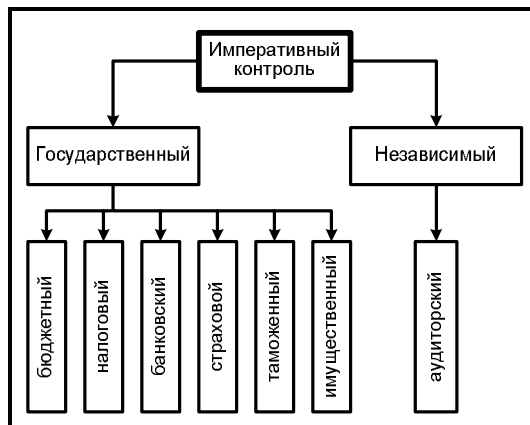 Императивный
контроль
Государственный
Независимый
бюджетный
налоговый
банковский
страховой
таможенный
имущественный
аудиторский